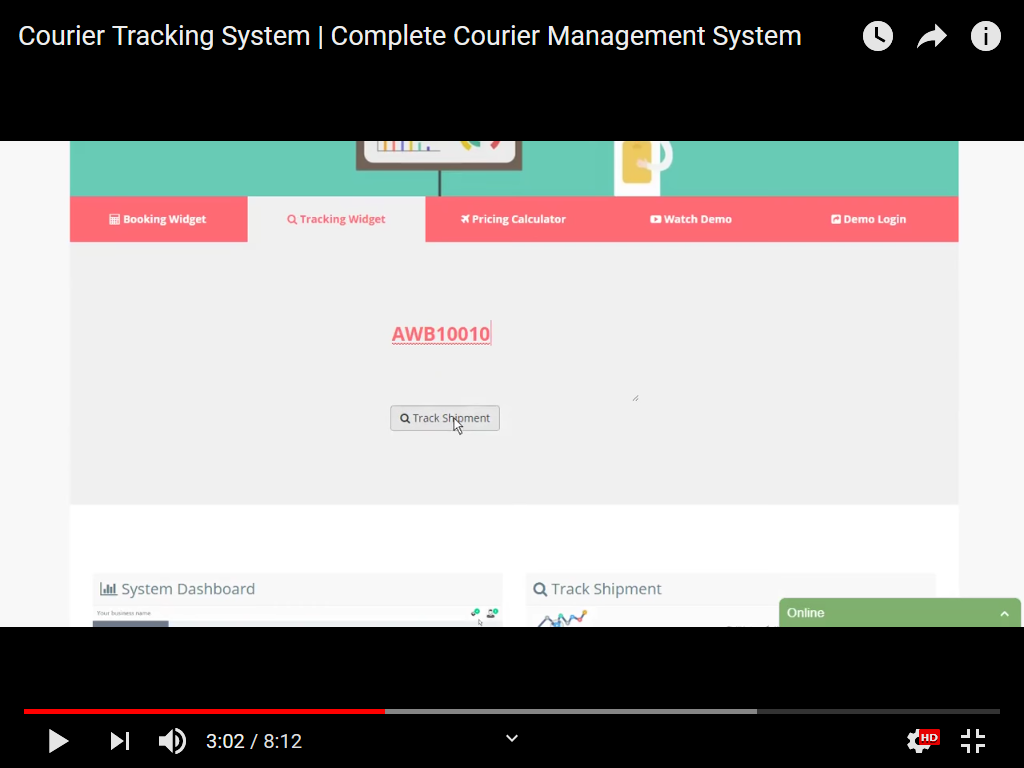 Courier Tracking System | Complete Courier Management System
Booking Widget
Tracking Widget
Pricing Calculator
Watch Demo
Demo Login
AWB10010
Track Shipment
System Dashboard
Track Shipment
Your business name
Online
3:02 / 8:12
HD